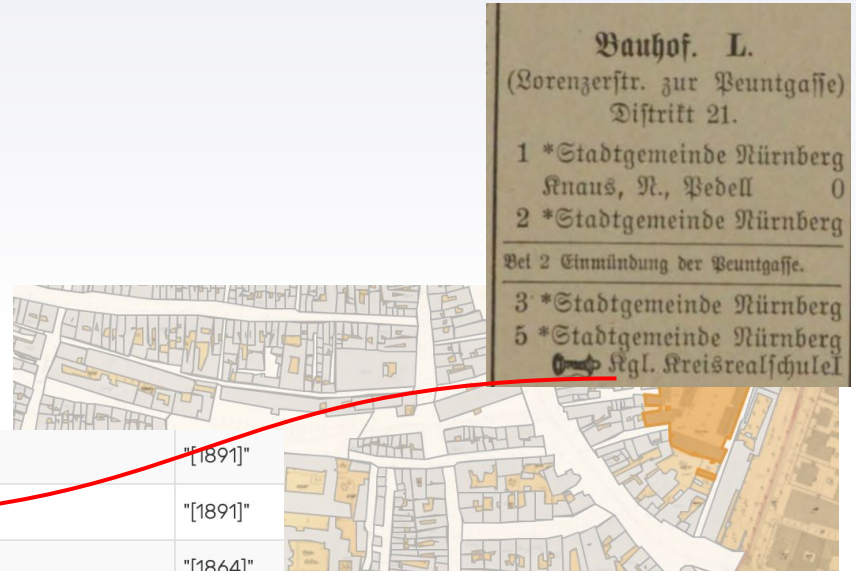 Bauhof. L.
(Lorenzerstr. zur Peuntgasse)
Distrikt 21.
1 *Stadtgemeinde Nürnberg
Knaus, N., Pedell 0
2 *Stadtgemeinde Nürnberg
Bei 2 Einmündung der Peuntgasse.
3 *Stadtgemeinde Nürnberg
5 *Stadtgemeinde Nürnberg
Kgl. Kreisrealschule I
"[1891]"
"[1891]"
"[1864]"